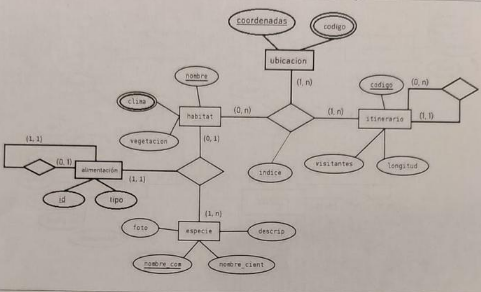 coordenadas
codigo
ubicacion
(1, n)
nombre
clima
vegetacion
habitat
(0, n)
(1, n)
indice
codigo
itinerario
(0, n)
(1, 1)
visitantes
longitud
(0, 1)
(1, 1)
(0, 1)
alimentación
(1, 1)
id
tipo
(1, n)
foto
especie
descrip
nombre_com
nombre_cient